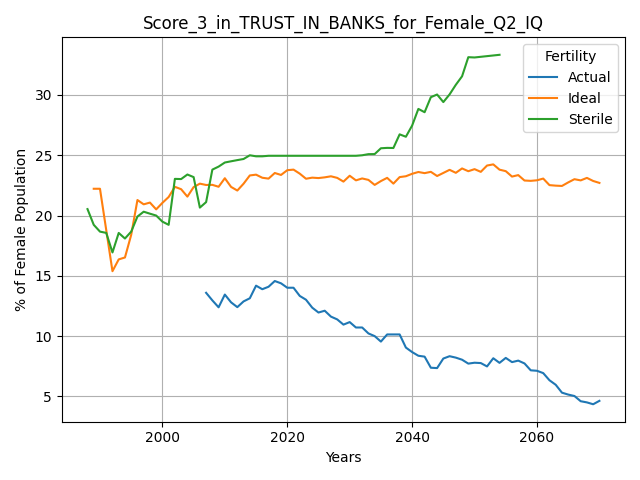 Score_3_in_TRUST_IN_BANKS_for_Female_Q2_IQ
Fertility
Actual
Ideal
Sterile
% of Female Population
30
25
20
15
10
5
2000 2020 2040 2060
Years